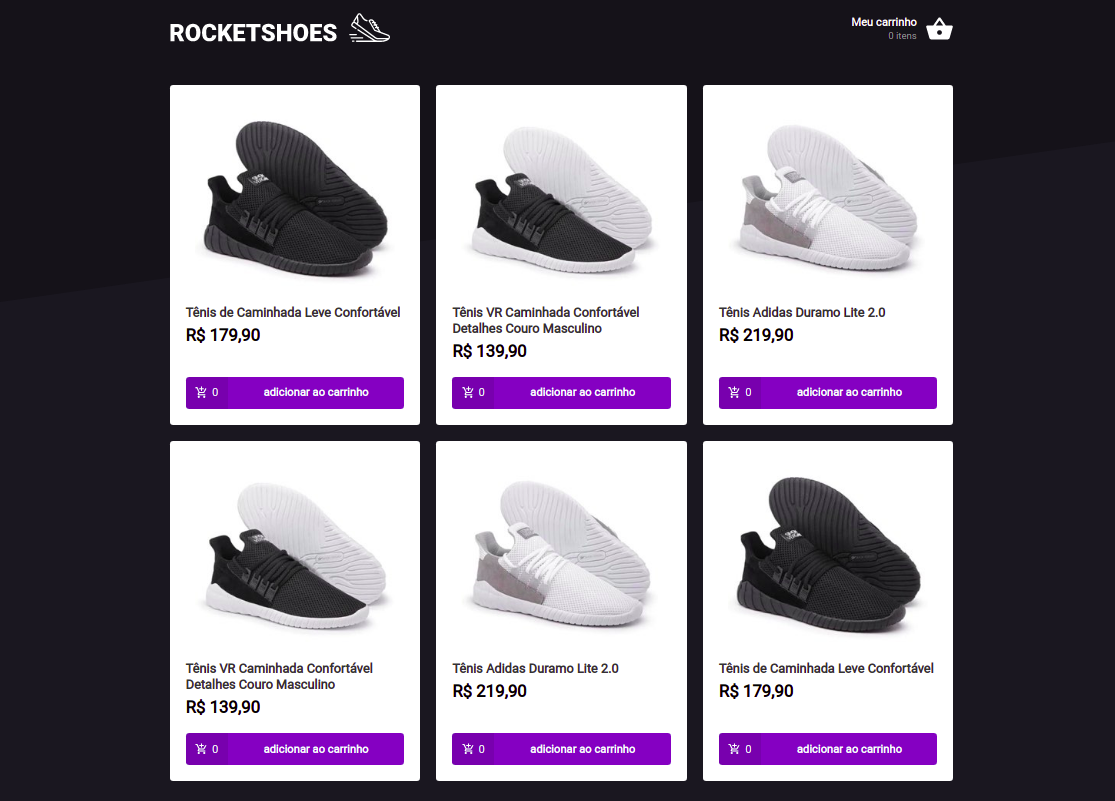 ROCKETSHOES
Meu carrinho
0 itens
Tênis de Caminhada Leve Confortável
R$ 179,90
0 adicionar ao carrinho
Tênis VR Caminhada Confortável
Detalhes Couro Masculino
R$ 139,90
0 adicionar ao carrinho
Tênis Adidas Duramo Lite 2.0
R$ 219,90
0 adicionar ao carrinho
Tênis VR Caminhada Confortável
Detalhes Couro Masculino
R$ 139,90
0 adicionar ao carrinho
Tênis Adidas Duramo Lite 2.0
R$ 219,90
0 adicionar ao carrinho
Tênis de Caminhada Leve Confortável
R$ 179,90
0 adicionar ao carrinho